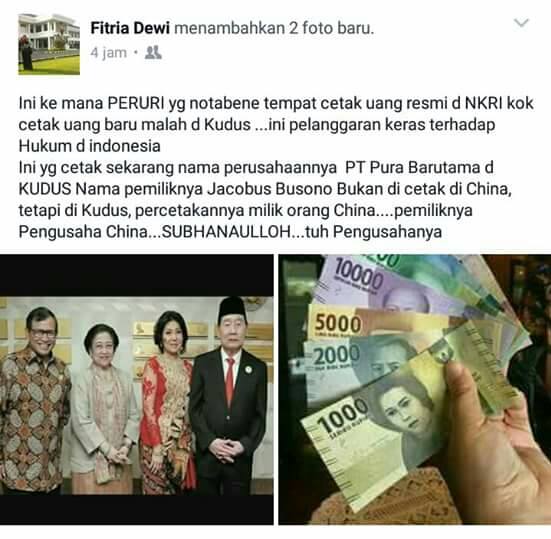 Fitria Dewi menambahkan 2 foto baru.
4 jam
Ini ke mana PERURI yg notabene tempat cetak uang resmi d NKRI kok
cetak uang baru malah d Kudus ...ini pelanggaran keras terhadap
Hukum d indonesia
Ini yg cetak sekarang nama perusahaannya PT Pura Barutama d
KUDUS Nama pemiliknya Jacobus Busono Bukan di cetak di China,
tetapi di Kudus, percetakannya milik orang China....pemiliknya
Pengusaha China...SUBHANAULLOH...tuh Pengusahanya
10000
5000
2000
1000